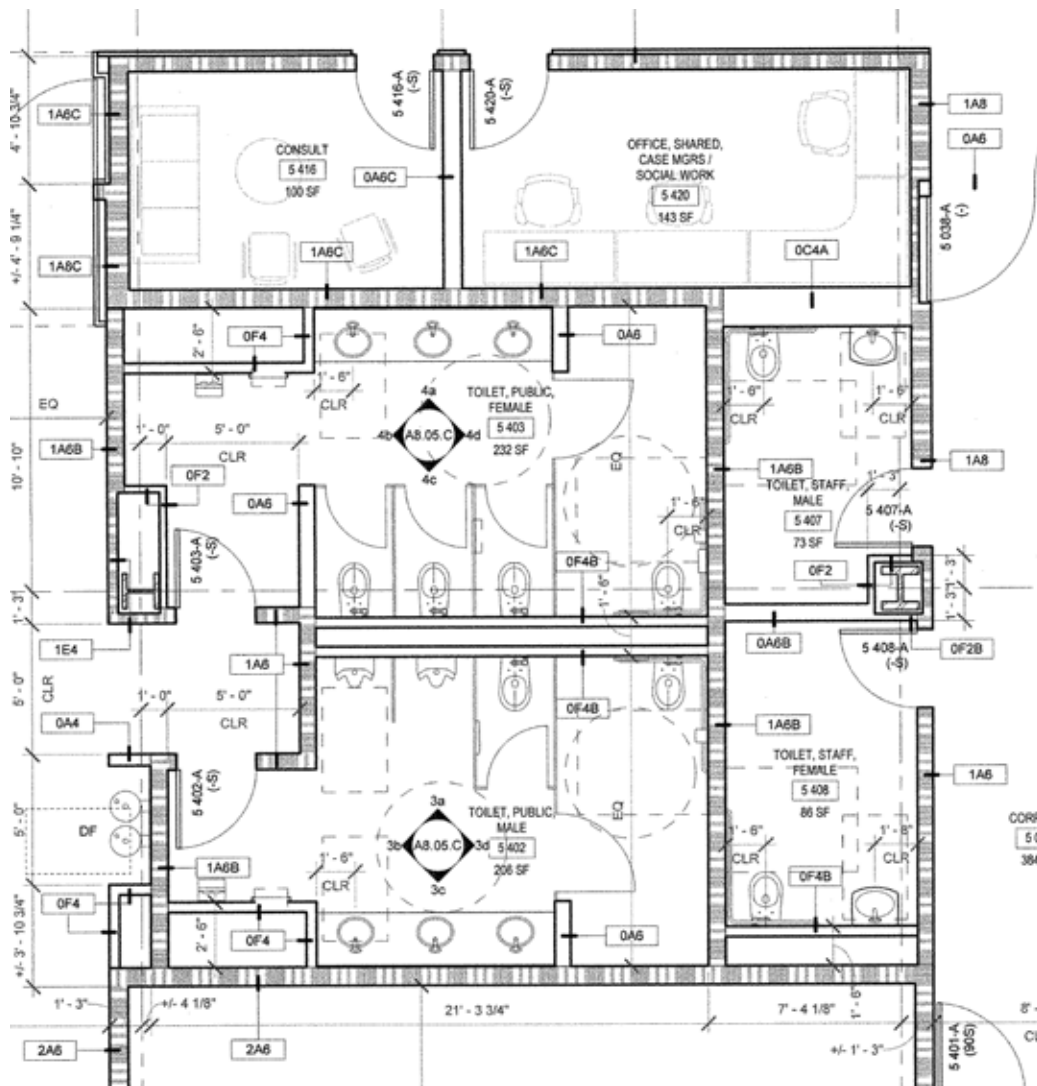 5 416-A
(-S)
5 420-A
(-S)
4' - 10 3/4"
1A6C
CONSULT
5 416
100 SF
0A6C
OFFICE, SHARED,
CASE MGRS /
SOCIAL WORK
5 420
143 SF
1A8
0A6
5 038-A
(-)
+/- 4' - 9 1/4"
1A8C
1A6C
1A6C
0C4A
2' - 6"
0F4
0A6
EQ
1' - 6"
CLR
4a
4b
A8.05.C
4d
4c
TOILET, PUBLIC,
FEMALE
5 403
232 SF
EQ
1' - 6"
CLR
1' - 6"
CLR
1' - 0"
5' - 0"
CLR
10' - 10"
1A6B
0F2
0A6
1' - 6"
CLR
1A6B
TOILET, STAFF,
MALE
5 407
73 SF
1' - 3"
5 407-A
(-S)
1A8
5 403-A
(-S)
0F4B
1' - 6"
0F2
1' - 3"
1' - 3"
1' - 3"
1E4
1A6
0A6B
5 408-A
(-S)
0F2B
5' - 0"
CLR
1' - 0"
5' - 0"
CLR
0A4
0F4B
1A6B
TOILET, STAFF,
FEMALE
5 408
86 SF
1A6
5 402-A
(-S)
3a
3b
A8.05.C
3d
3c
TOILET, PUBLIC
MALE
5 402
206 SF
EQ
5' - 0"
DF
1A6B
1' - 6"
CLR
1' - 6"
CLR
1' - 6"
CLR
CORR
5 0
384
0F4
0F4B
+/- 3' - 10 3/4"
2' - 6"
0F4
0A6
1' - 6"
1' - 3"
+/- 4 1/8"
21' - 3 3/4"
7' - 4 1/8"
8' -
2A6
2A6
+/- 1' - 3"
5 401-A
(90S)